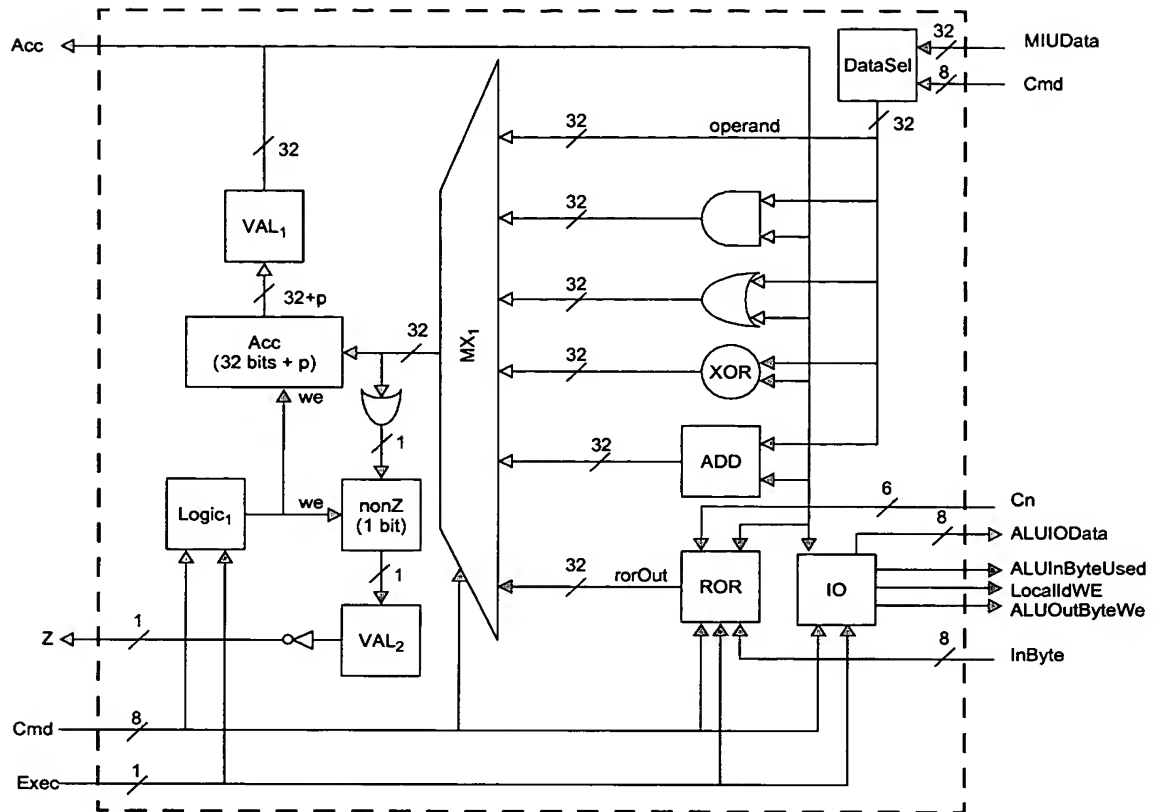 Acc
32
MIUData
DataSel
8
Cmd
32
32
operand
32
VAL₁
32
32+p
32
Acc
(32 bits + p)
32
MX₁
32
XOR
we
1
32
ADD
Logic₁
we
nonZ
(1 bit)
6
Cn
8
ALUIOData
1
32
rorOut
ROR
IO
ALUInByteUsed
LocalIdWE
ALUOutByteWe
Z
1
VAL₂
8
InByte
Cmd
8
Exec
1